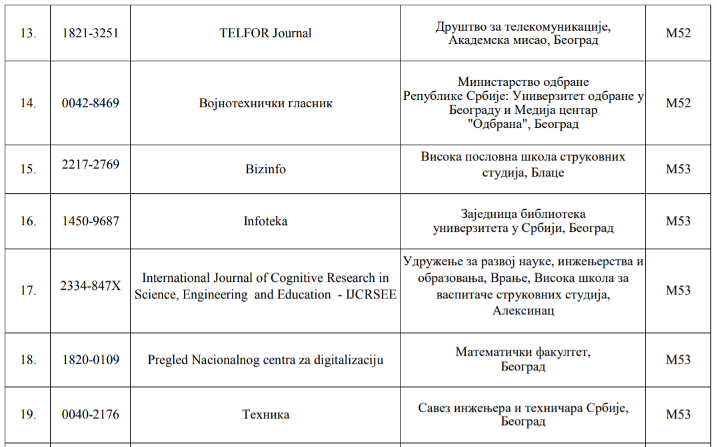 13. 1821-3251 TELFOR Journal Друштво за телекомуникације, Академска мисао, Београд M52
14. 0042-8469 Војнотехнички гласник Министарство одбране Републике Србије: Универзитет одбране у Београду и Медија центар "Одбрана", Београд M52
15. 2217-2769 Bizinfo Висока пословна школа струковних студија, Блаце M53
16. 1450-9687 Infoteka Заједница библиотека универзитета у Србији, Београд M53
17. 2334-847X International Journal of Cognitive Research in Science, Engineering and Education - IJCRSEE Удружење за развој науке, инжењерства и образовања, Врање, Висока школа за васпитаче струковних студија, Алексинац M53
18. 1820-0109 Pregled Nacionalnog centra za digitalizaciju Математички факултет, Београд M53
19. 0040-2176 Техника Савез инжењера и техничара Србије, Београд M53